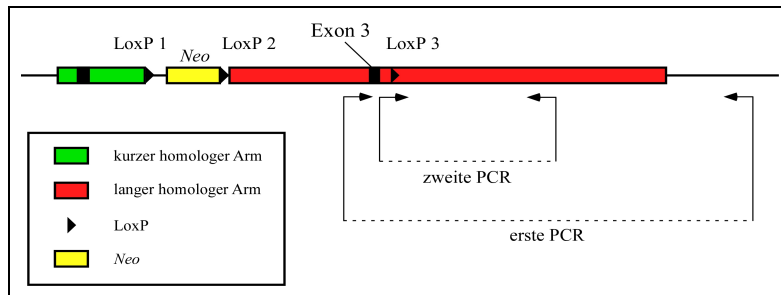 Exon 3
LoxP 1
Neo
LoxP 2
LoxP 3
kurzer homologer Arm
langer homologer Arm
LoxP
Neo
zweite PCR
erste PCR